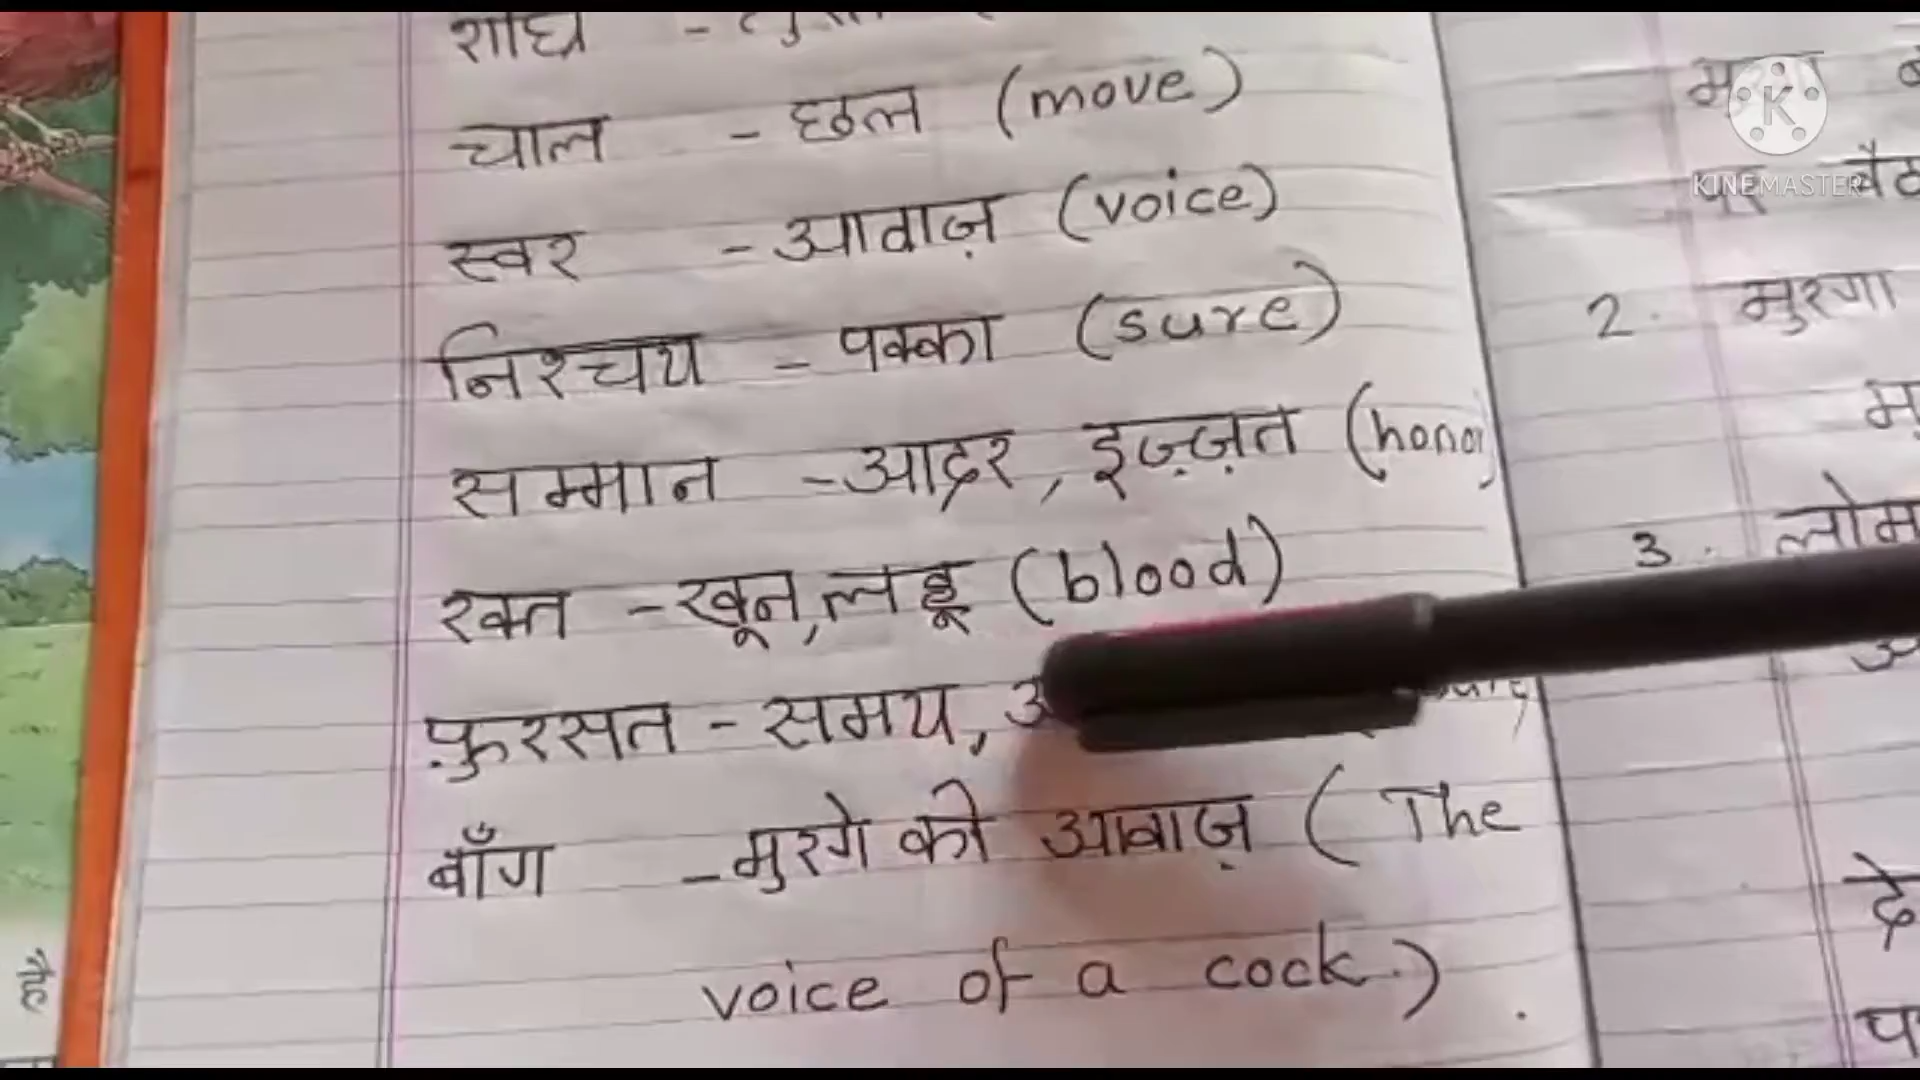 शीघ्र -
चाल - छल (move)
स्वर - आवाज़ (voice)
निश्चय - पक्का (sure)
सम्मान - आदर, इज़्ज़त (honor)
रक्त - खून, लहू (blood)
फ़ुरसत - समय,
बाँग - मुरगे की आवाज़ (The
voice of a cock.)
पर बैठ
2. मुरगा
3. लोम
KINEMASTER